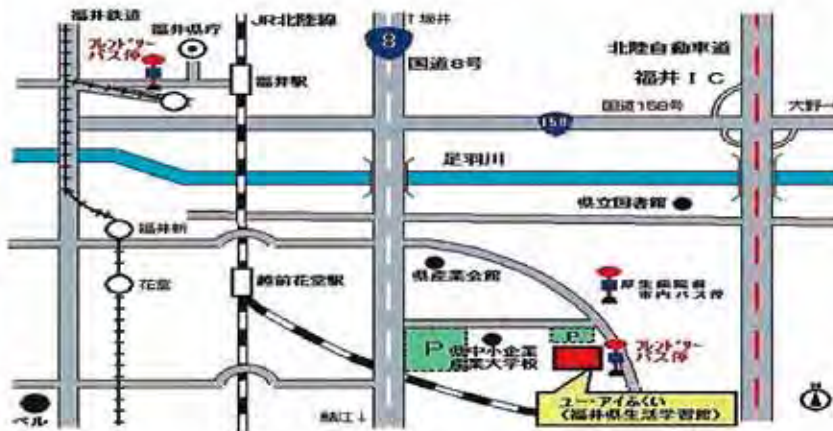 福井鉄道
福井県庁
フレンドリー
バス停
JR北陸線
福井駅
↑坂井
8
国道8号
北陸自動車道
福井IC
国道158号
大野→
158
足羽川
県立図書館
福井新
花堂
越前花堂駅
県産業会館
厚生病院前
市内バス停
P
P
県中小企業
産業大学校
フレンドリー
バス停
ユー・アイふくい
(福井県生活学習館)
ベル
鯖江↓